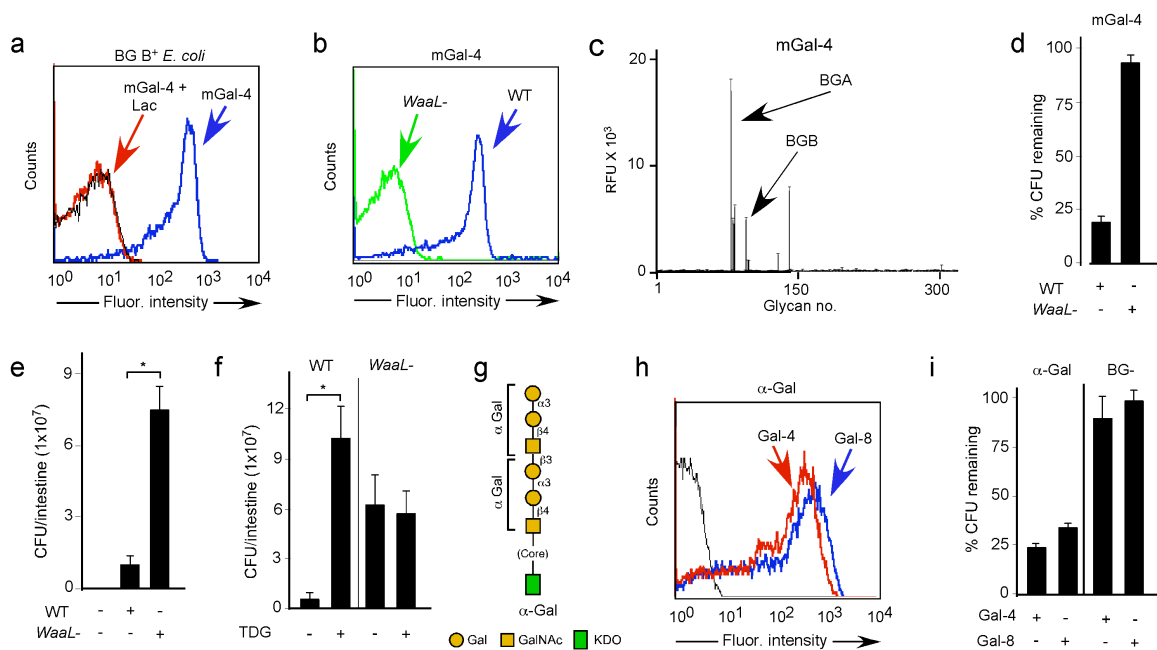 a
BG B⁺ E. coli
mGal-4 +
Lac
mGal-4
Counts
10⁰ 10¹ 10² 10³ 10⁴
Fluor. intensity
b
mGal-4
WaaL-
WT
Counts
10⁰ 10¹ 10² 10³ 10⁴
Fluor. intensity
c
mGal-4
BGA
BGB
RFU X 10³
20
10
0
1 150 300
Glycan no.
d
mGal-4
% CFU remaining
100
75
50
25
0
WT + -
WaaL- - +
e
CFU/intestine (1x10⁷)
9
6
3
0
*
WT - + -
WaaL- - - +
f
WT WaaL-
*
CFU/intestine (1x10⁷)
12
9
6
3
0
TDG - + - +
g
α Gal
α Gal
α3
β4
β3
α3
β4
(Core)
α-Gal
Gal GalNAc KDO
h
α-Gal
Gal-4
Gal-8
Counts
10⁰ 10¹ 10² 10³ 10⁴
Fluor. intensity
i
α-Gal BG-
% CFU remaining
100
75
50
25
0
Gal-4 + - + -
Gal-8 - + - +